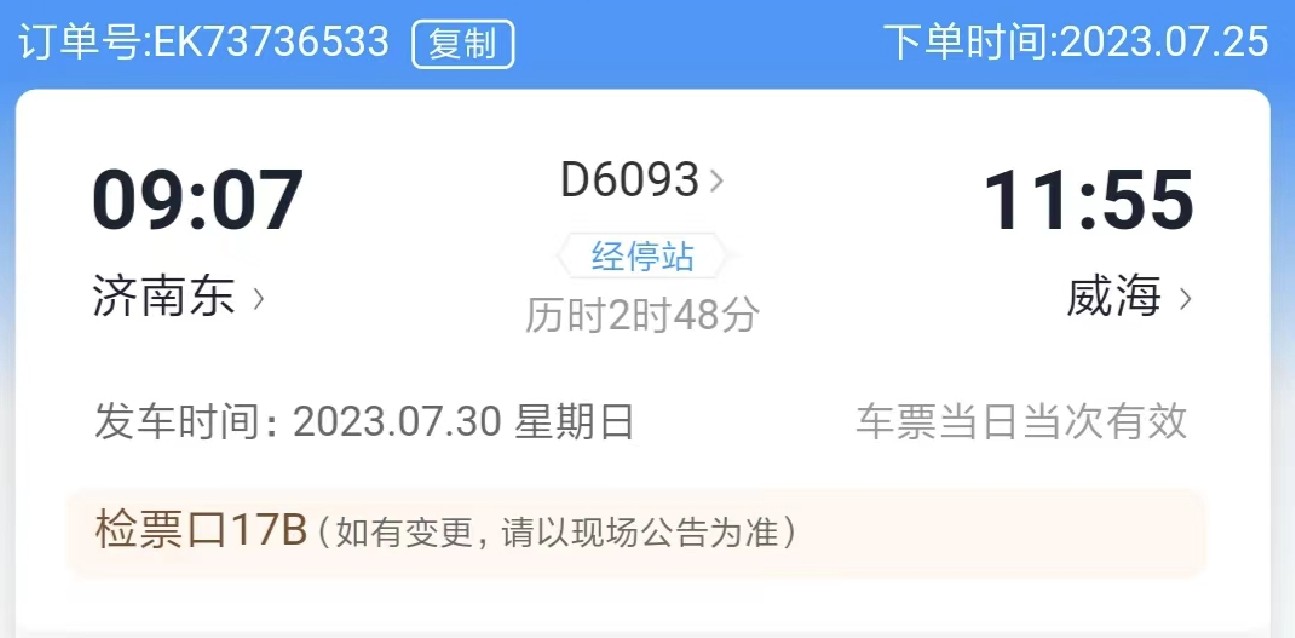 订单号:EK73736533 复制 下单时间:2023.07.25
09:07 D6093 11:55
经停站
济南东 历时2时48分 威海
发车时间：2023.07.30 星期日 车票当日当次有效
检票口17B（如有变更，请以现场公告为准）